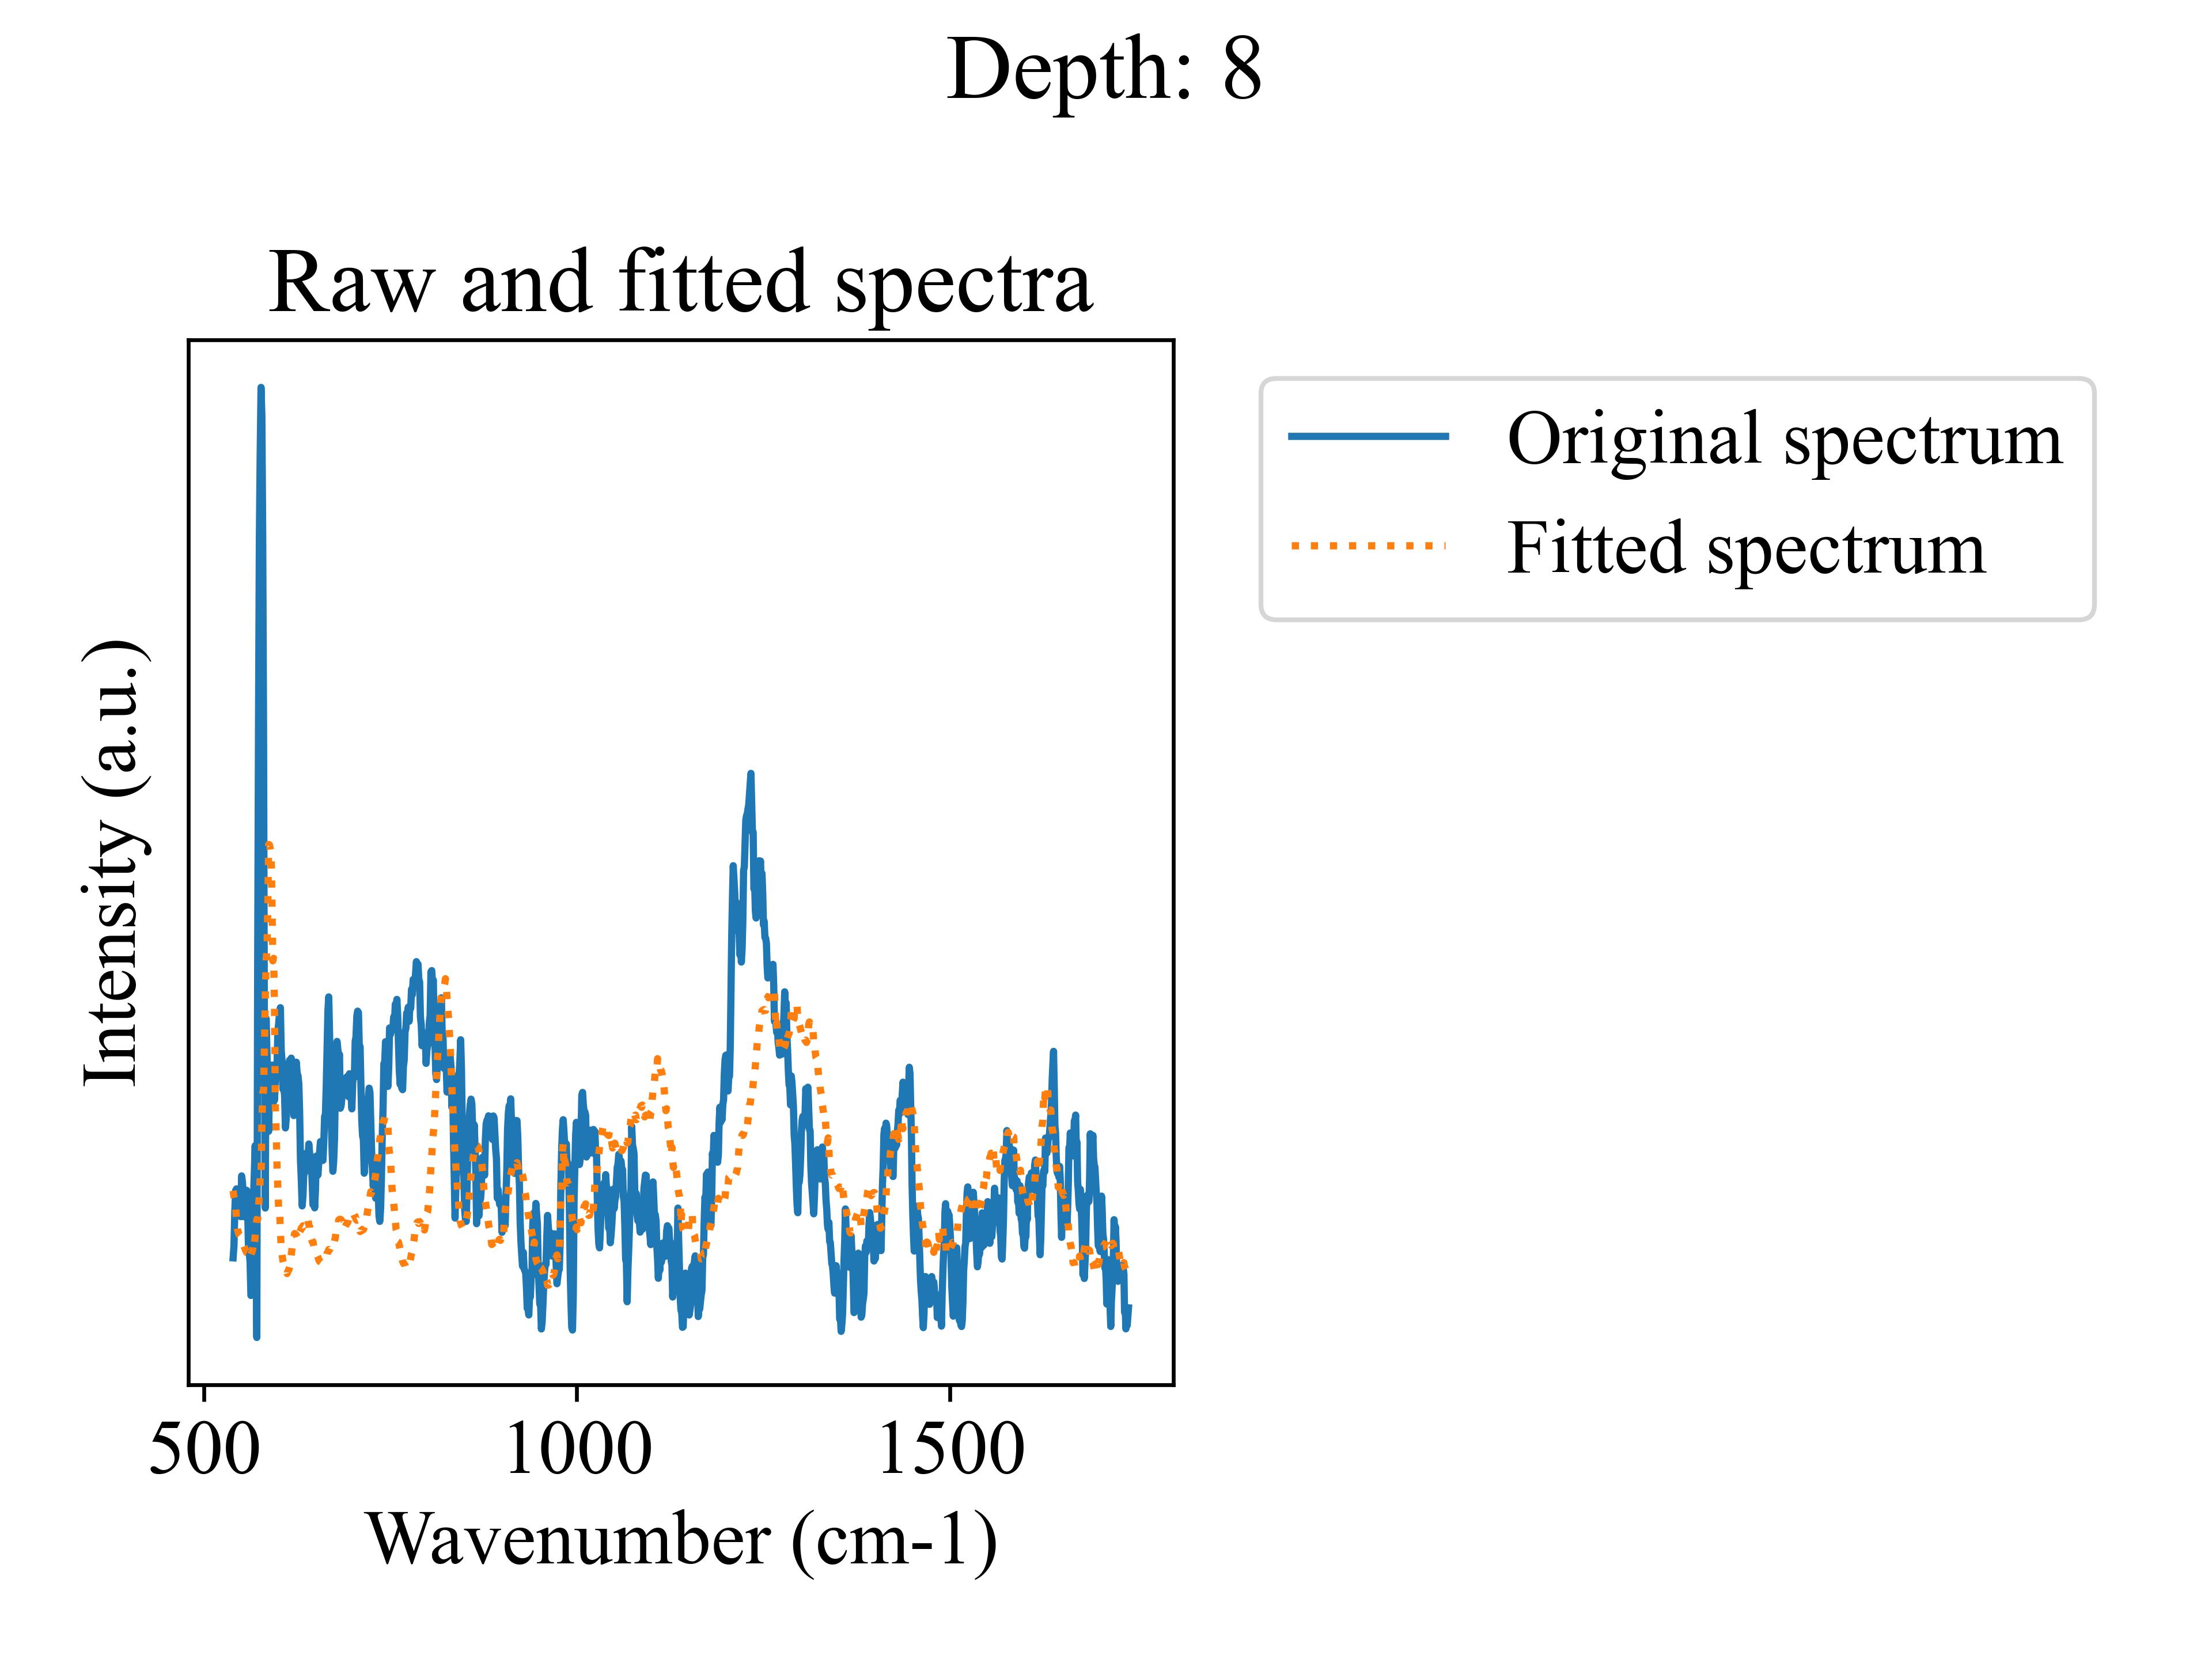 Depth: 8
Raw and fitted spectra
Original spectrum
Fitted spectrum
Intensity (a.u.)
500 1000 1500
Wavenumber (cm-1)